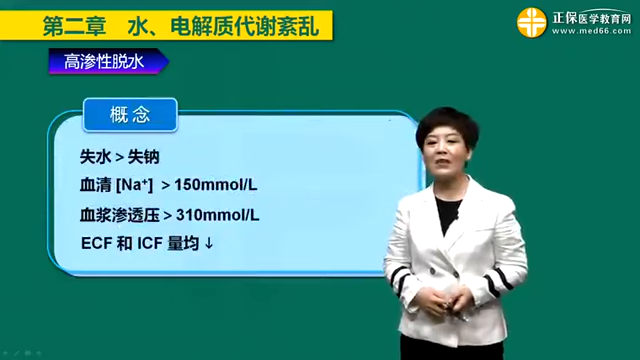 第二章 水、电解质代谢紊乱
正保医学教育网
www.med66.com
高渗性脱水
概念
失水＞失钠
血清 [Na⁺] ＞150mmol/L
血浆渗透压＞310mmol/L
ECF 和 ICF 量均↓